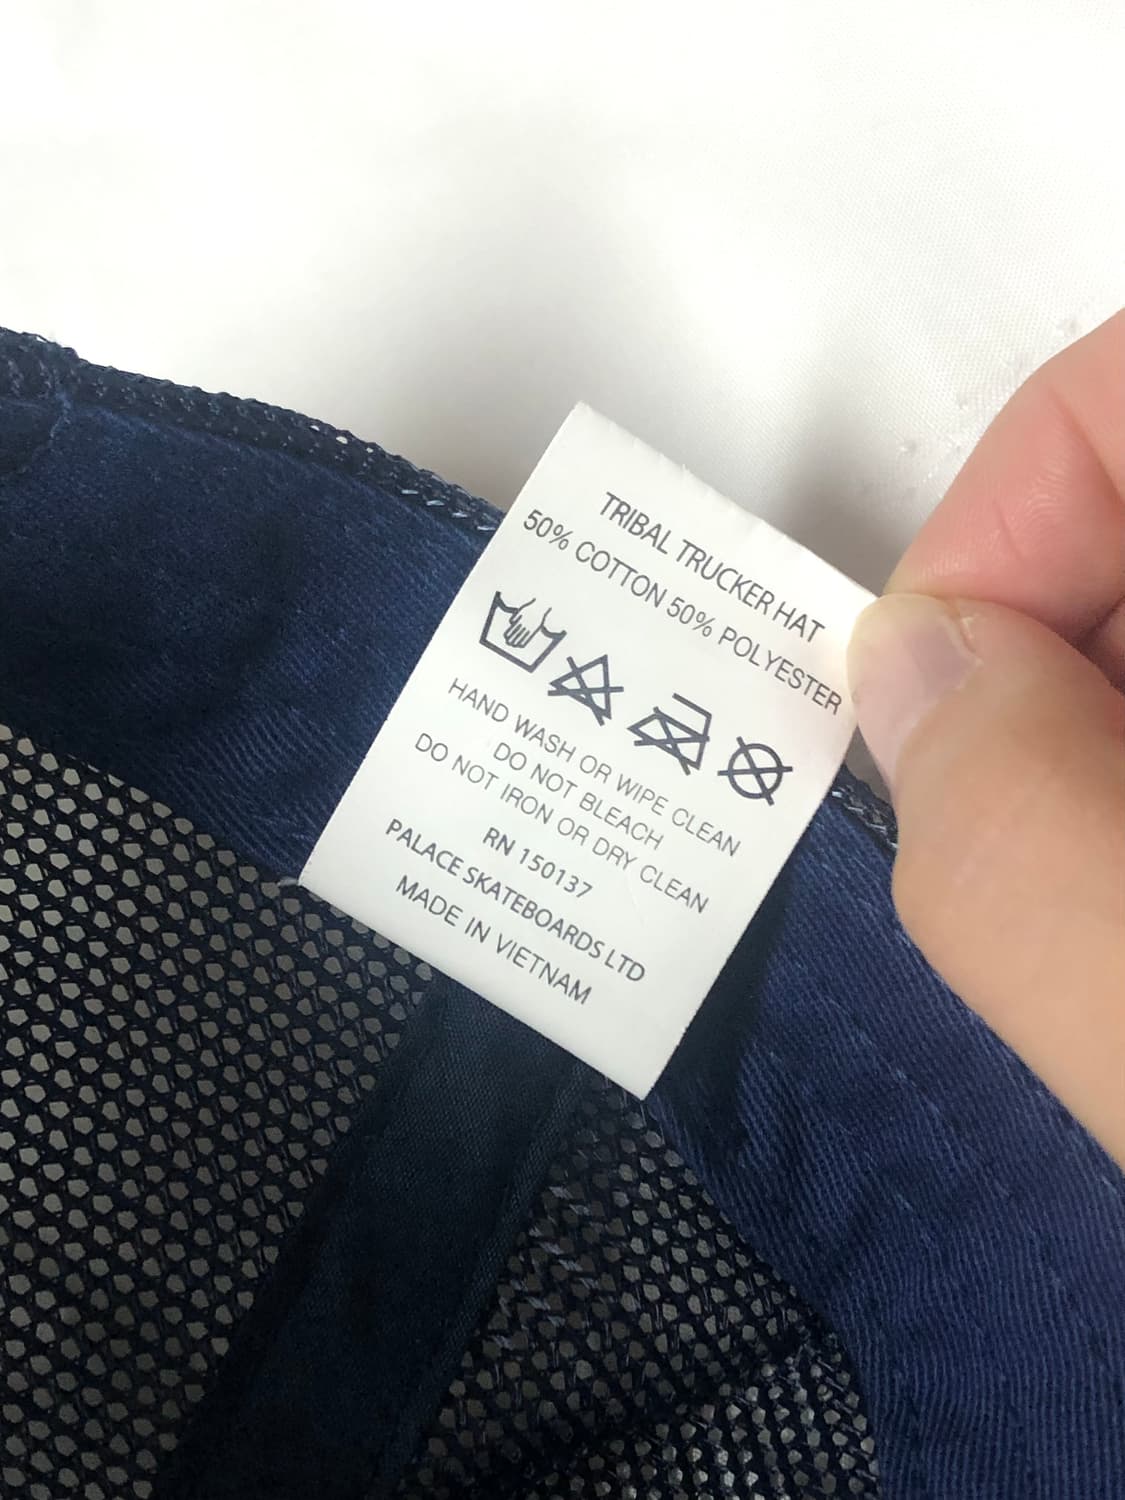 TRIBAL TRUCKER HAT
50% COTTON 50% POLYESTER
HAND WASH OR WIPE CLEAN
DO NOT BLEACH
DO NOT IRON OR DRY CLEAN
RN 150137
PALACE SKATEBOARDS LTD
MADE IN VIETNAM